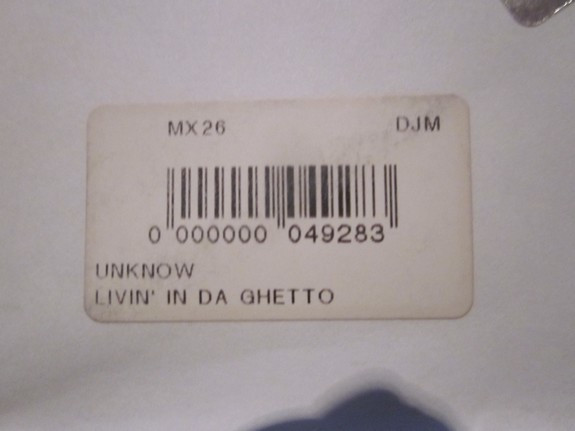 MX26 DJM
0 000000 049283
UNKNOW
LIVIN' IN DA GHETTO